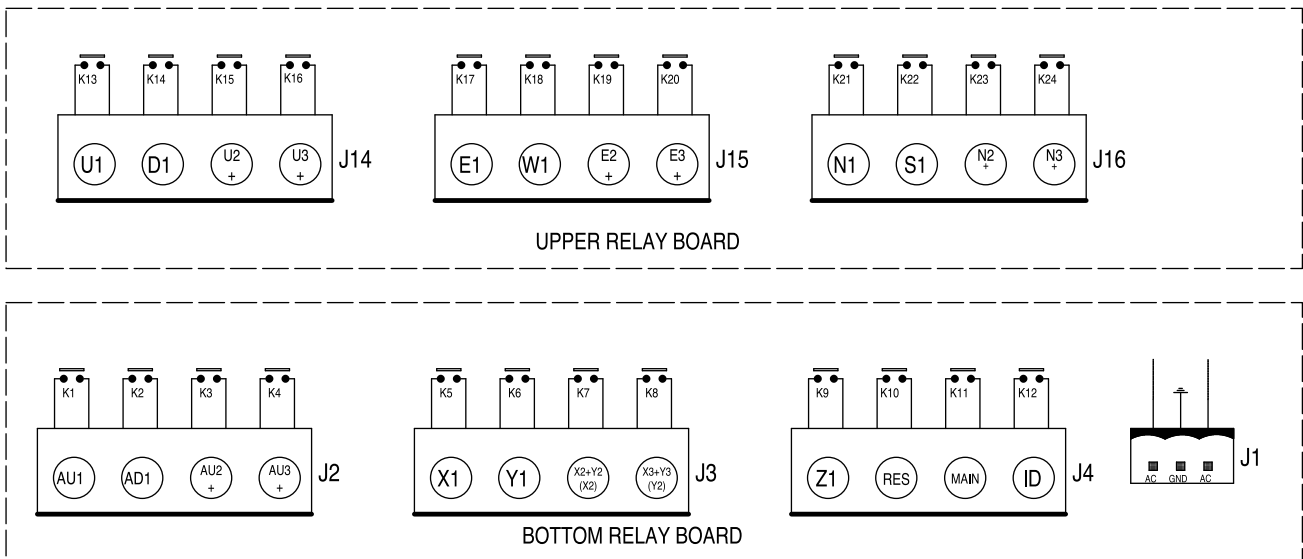 K13 K14 K15 K16 K17 K18 K19 K20 K21 K22 K23 K24
U1 D1 U2 + U3 + J14 E1 W1 E2 + E3 + J15 N1 S1 N2 + N3 + J16
UPPER RELAY BOARD
K1 K2 K3 K4 K5 K6 K7 K8 K9 K10 K11 K12
AU1 AD1 AU2 + AU3 + J2 X1 Y1 X2+Y2 (X2) X3+Y3 (Y2) J3 Z1 RES MAIN ID J4 J1
AC GND AC
BOTTOM RELAY BOARD